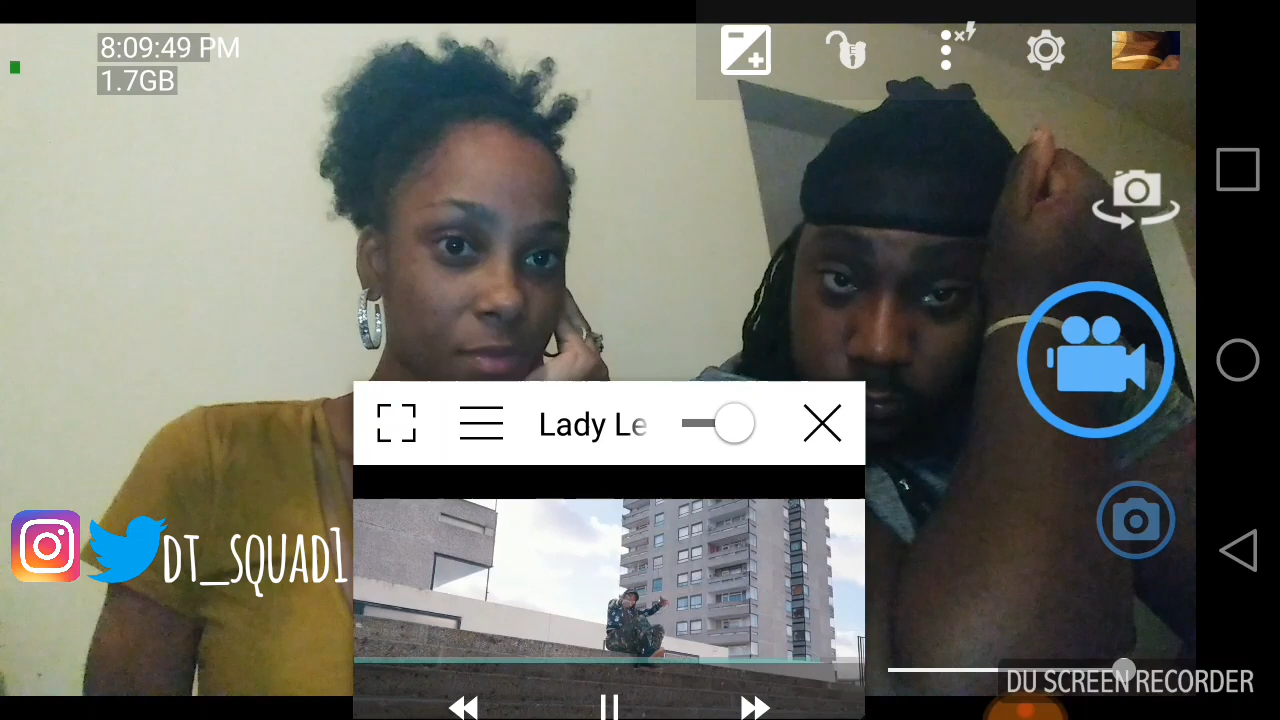 8:09:49 PM
1.7GB
Lady Le
DT_SQUAD1
DU SCREEN RECORDER